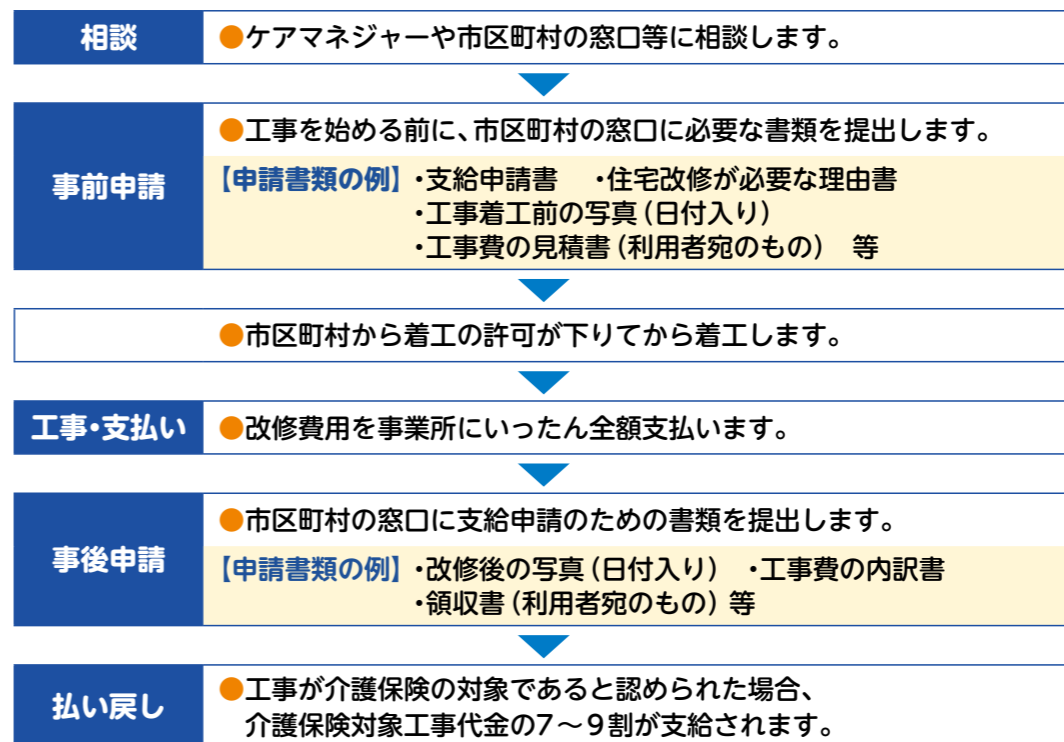 相談
●ケアマネジャーや市区町村の窓口等に相談します。
事前申請
●工事を始める前に、市区町村の窓口に必要な書類を提出します。
【申請書類の例】・支給申請書　・住宅改修が必要な理由書
・工事着工前の写真（日付入り）
・工事費の見積書（利用者宛のもの）　等
●市区町村から着工の許可が下りてから着工します。
工事・支払い
●改修費用を事業所にいったん全額支払います。
事後申請
●市区町村の窓口に支給申請のための書類を提出します。
【申請書類の例】・改修後の写真（日付入り）　・工事費の内訳書
・領収書（利用者宛のもの）等
払い戻し
●工事が介護保険の対象であると認められた場合、
介護保険対象工事代金の7～9割が支給されます。